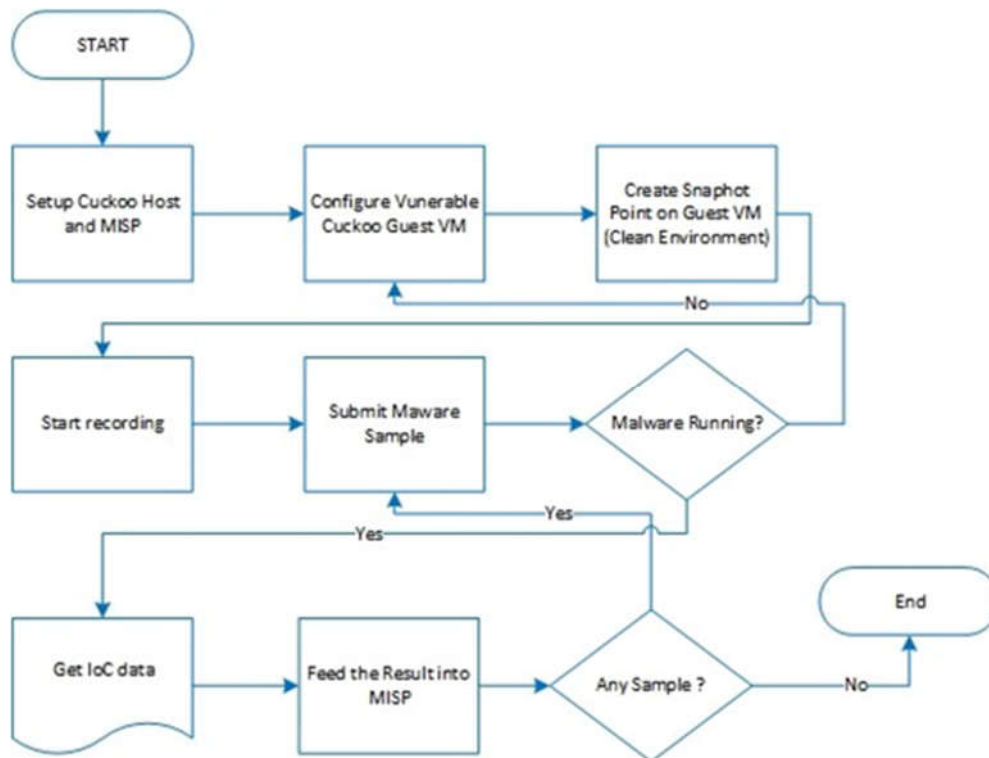 START
Setup Cuckoo Host
and MISP
Configure Vunerable
Cuckoo Guest VM
Create Snaphot
Point on Guest VM
(Clean Environment)
No
Start recording
Submit Maware
Sample
Malware Running?
Yes
Yes
Get IoC data
Feed the Result into
MISP
Any Sample ?
No
End